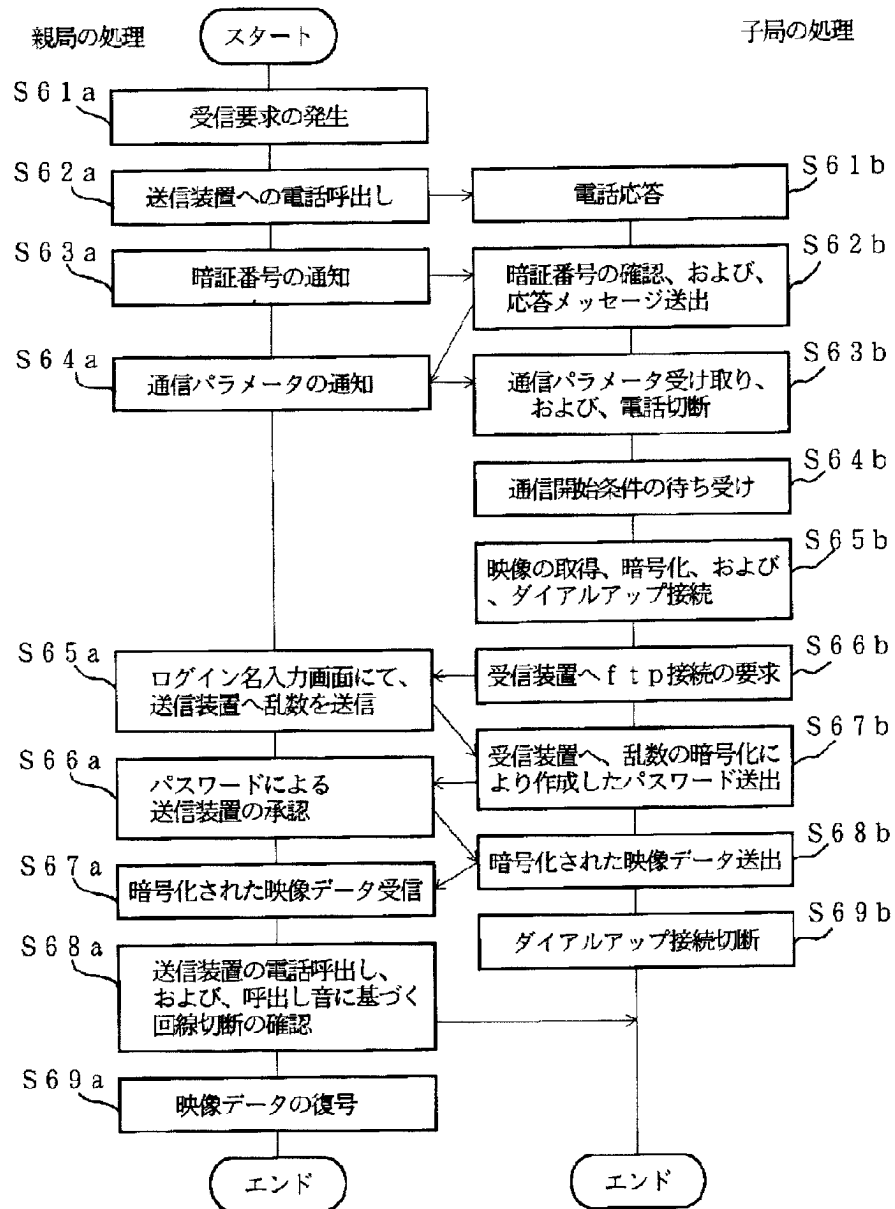 親局の処理
スタート
子局の処理
S61a
受信要求の発生
S62a
送信装置への電話呼出し
S61b
電話応答
S63a
暗証番号の通知
S62b
暗証番号の確認、および、
応答メッセージ送出
S64a
通信パラメータの通知
S63b
通信パラメータ受け取り、
および、電話切断
S64b
通信開始条件の待ち受け
S65b
映像の取得、暗号化、および
、ダイアルアップ接続
S65a
ログイン名入力画面にて、
送信装置へ乱数を送信
S66b
受信装置へftp接続の要求
S66a
パスワードによる
送信装置の承認
S67b
受信装置へ、乱数の暗号化に
より作成したパスワード送出
S67a
暗号化された映像データ受信
S68b
暗号化された映像データ送出
S68a
送信装置の電話呼出し、
および、呼出し音に基づく
回線切断の確認
S69b
ダイアルアップ接続切断
S69a
映像データの復号
エンド
エンド